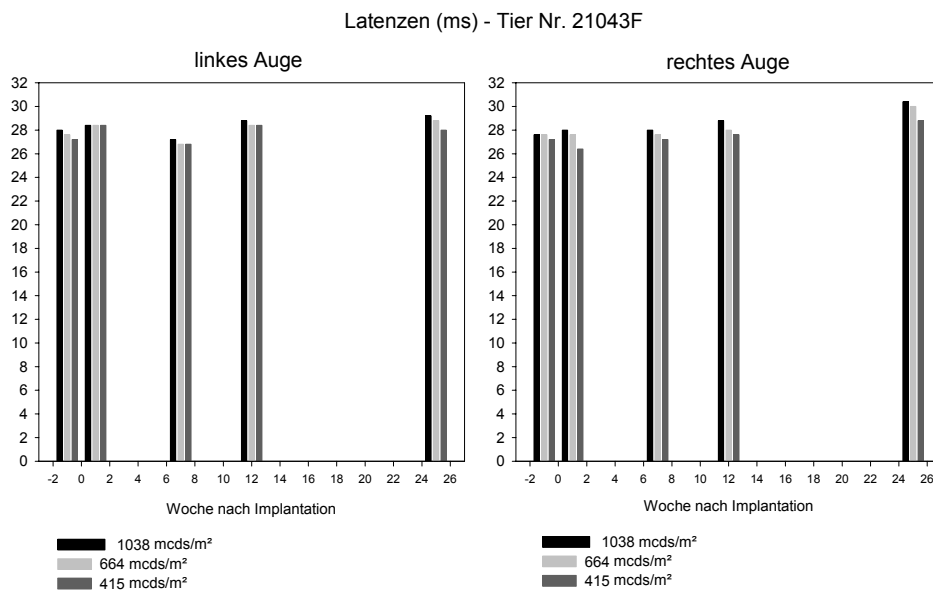 Latenzen (ms) - Tier Nr. 21043F
linkes Auge
32
30
28
26
24
22
20
18
16
14
12
10
8
6
4
2
0
-2 0 2 4 6 8 10 12 14 16 18 20 22 24 26
Woche nach Implantation
1038 mcds/m²
664 mcds/m²
415 mcds/m²
rechtes Auge
32
30
28
26
24
22
20
18
16
14
12
10
8
6
4
2
0
-2 0 2 4 6 8 10 12 14 16 18 20 22 24 26
Woche nach Implantation
1038 mcds/m²
664 mcds/m²
415 mcds/m²